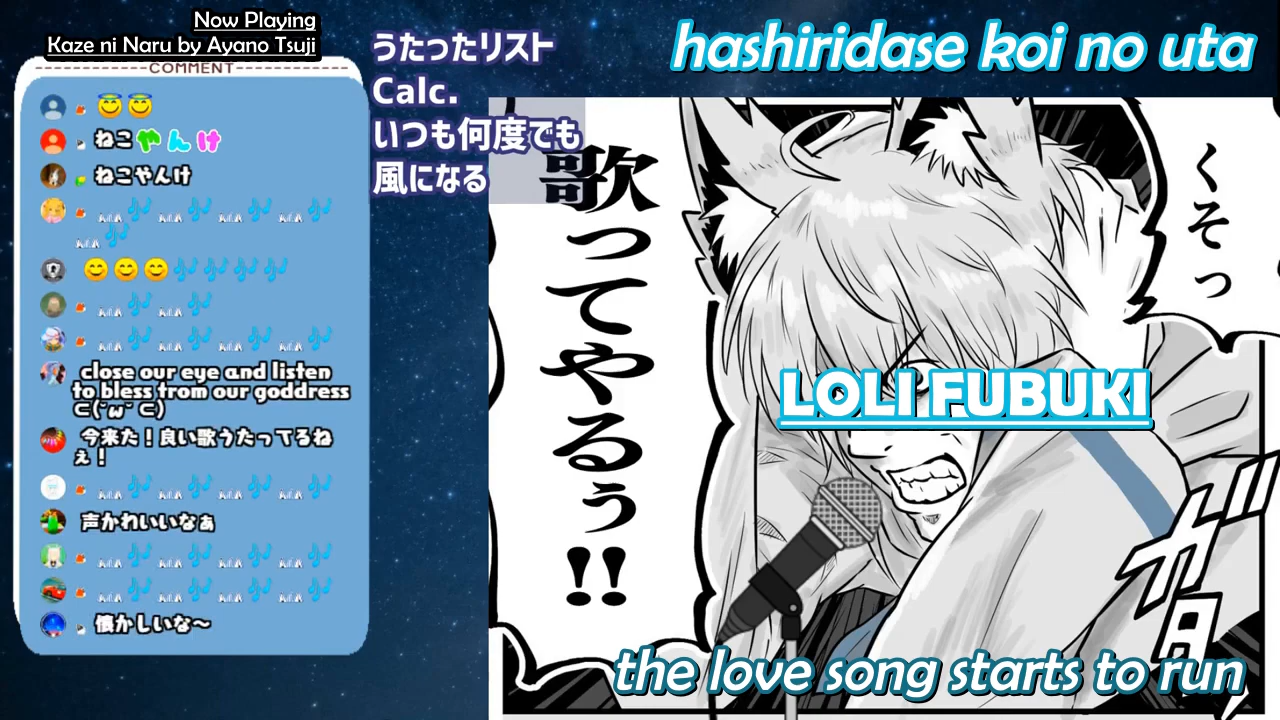 Now Playing
Kaze ni Naru by Ayano Tsuji
COMMENT
ねこやんけ
ねこやんけ
close our eye and listen
to bless trom our goddress
⊂(˘ω˘⊂)
今来た！良い歌うたってるね
ぇ！
声かわいいなぁ
懐かしいな～
うたったリスト
Calc.
いつも何度でも
風になる
hashiridase koi no uta
くそっ
歌ってやるぅ!!
LOLI FUBUKI
ガ
the love song starts to run